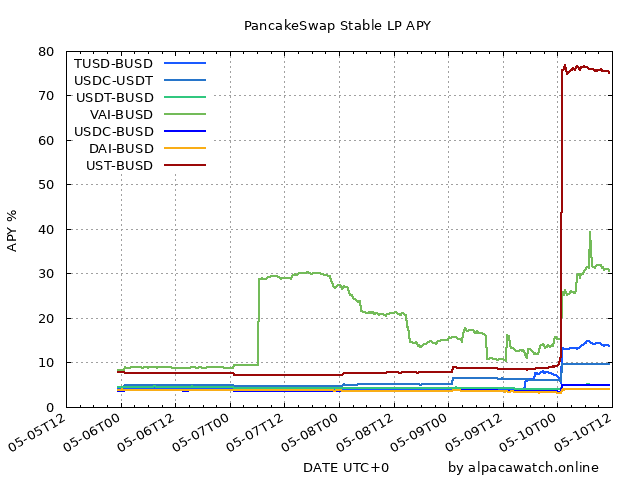 PancakeSwap Stable LP APY
80
70
60
50
40
30
20
10
0
APY %
TUSD-BUSD
USDC-USDT
USDT-BUSD
VAI-BUSD
USDC-BUSD
DAI-BUSD
UST-BUSD
05-05T12
05-06T00
05-06T12
05-07T00
05-07T12
05-08T00
05-08T12
05-09T00
05-09T12
05-10T00
05-10T12
DATE UTC+0
by alpacawatch.online